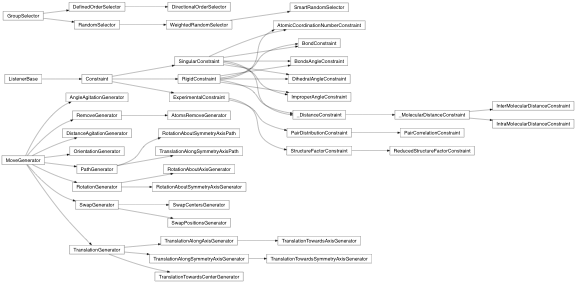 GroupSelector
DefinedOrderSelector
DirectionalOrderSelector
RandomSelector
WeightedRandomSelector
SmartRandomSelector
ListenerBase
Constraint
SingularConstraint
RigidConstraint
ExperimentalConstraint
AtomicCoordinationNumberConstraint
BondConstraint
BondsAngleConstraint
DihedralAngleConstraint
ImproperAngleConstraint
_DistanceConstraint
_MolecularDistanceConstraint
InterMolecularDistanceConstraint
IntraMolecularDistanceConstraint
PairDistributionConstraint
PairCorrelationConstraint
StructureFactorConstraint
ReducedStructureFactorConstraint
MoveGenerator
AngleAgitationGenerator
RemoveGenerator
AtomsRemoveGenerator
DistanceAgitationGenerator
OrientationGenerator
PathGenerator
RotationAboutSymmetryAxisPath
TranslationAlongSymmetryAxisPath
RotationGenerator
RotationAboutAxisGenerator
RotationAboutSymmetryAxisGenerator
SwapGenerator
SwapCentersGenerator
SwapPositionsGenerator
TranslationGenerator
TranslationAlongAxisGenerator
TranslationTowardsAxisGenerator
TranslationAlongSymmetryAxisGenerator
TranslationTowardsSymmetryAxisGenerator
TranslationTowardsCenterGenerator